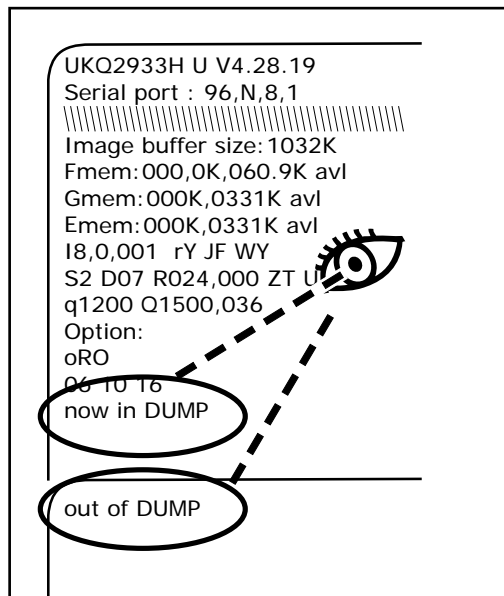 UKQ2933H U V4.28.19
Serial port : 96,N,8,1
Image buffer size:1032K
Fmem:000,0K,060.9K avl
Gmem:000K,0331K avl
Emem:000K,0331K avl
I8,0,001 rY JF WY
S2 D07 R024,000 ZT U
q1200 Q1500,036
Option:
oRO
06 10 16
now in DUMP
out of DUMP